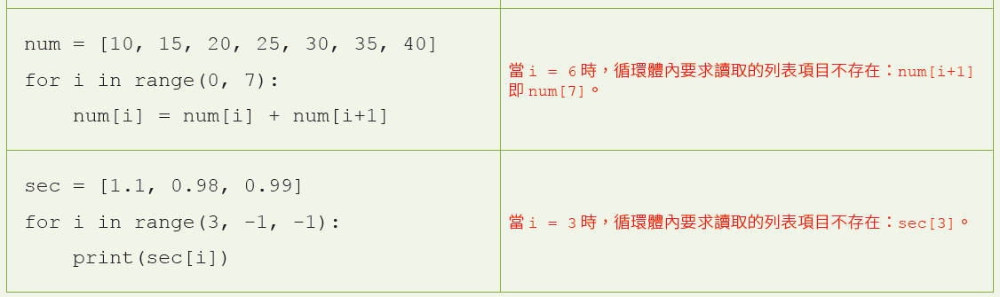 num = [10, 15, 20, 25, 30, 35, 40]
for i in range(0, 7):
    num[i] = num[i] + num[i+1]
當 i = 6 時，循環體內要求讀取的列表項目不存在：num[i+1]
即 num[7]。
sec = [1.1, 0.98, 0.99]
for i in range(3, -1, -1):
    print(sec[i])
當 i = 3 時，循環體內要求讀取的列表項目不存在：sec[3]。